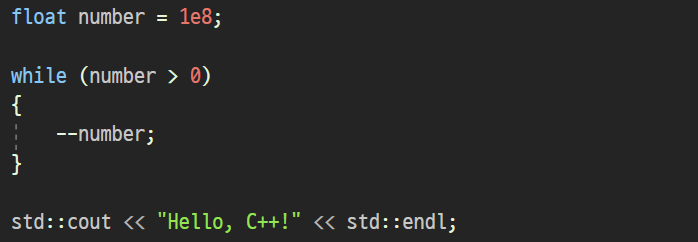 float number = 1e8;
while (number > 0)
{
--number;
}
std::cout << "Hello, C++!" << std::endl;